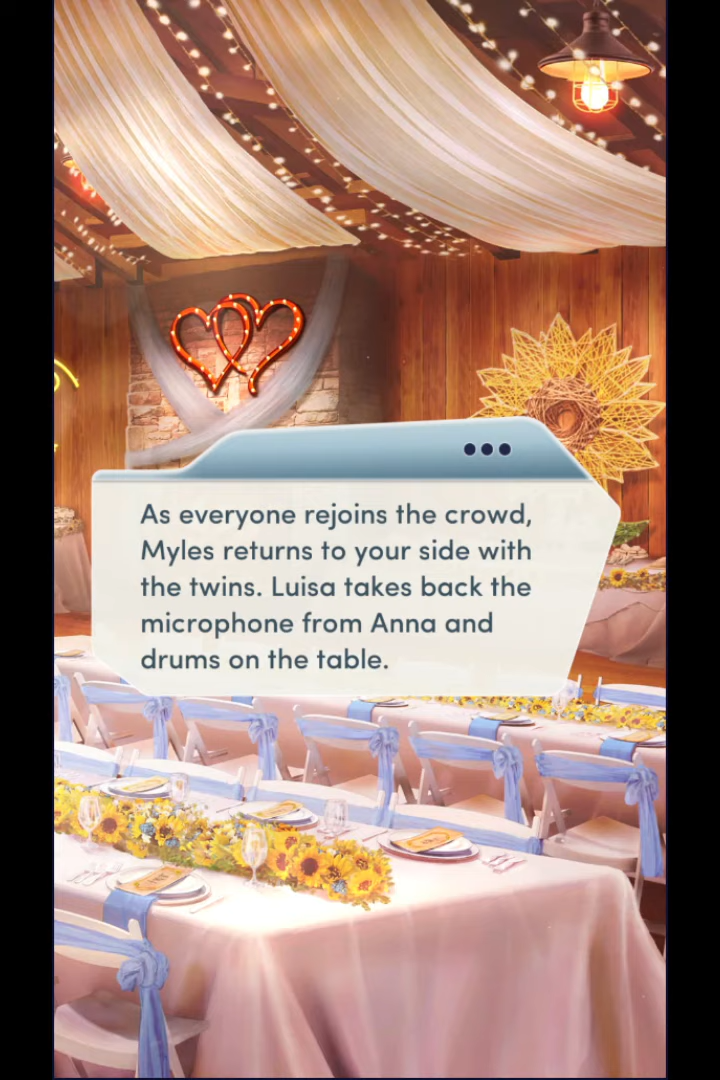 As everyone rejoins the crowd,
Myles returns to your side with
the twins. Luisa takes back the
microphone from Anna and
drums on the table.